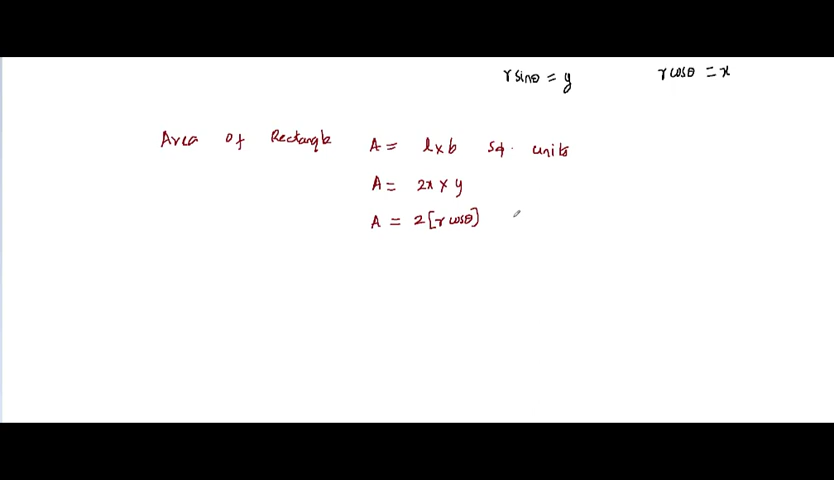 r sinθ = y r cosθ = x
Area of Rectangle A = l x b sq. units
A = 2x x y
A = 2[r cosθ]